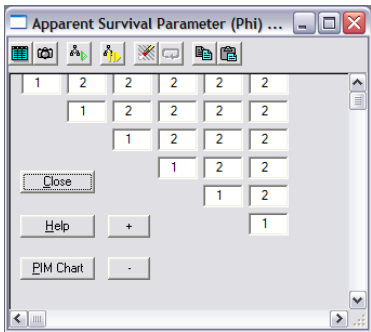 Apparent Survival Parameter (Phi) ...
1 2 2 2 2 2
1 2 2 2 2
1 2 2 2
1 2 2
Close
1 2
Help + 1
PIM Chart -